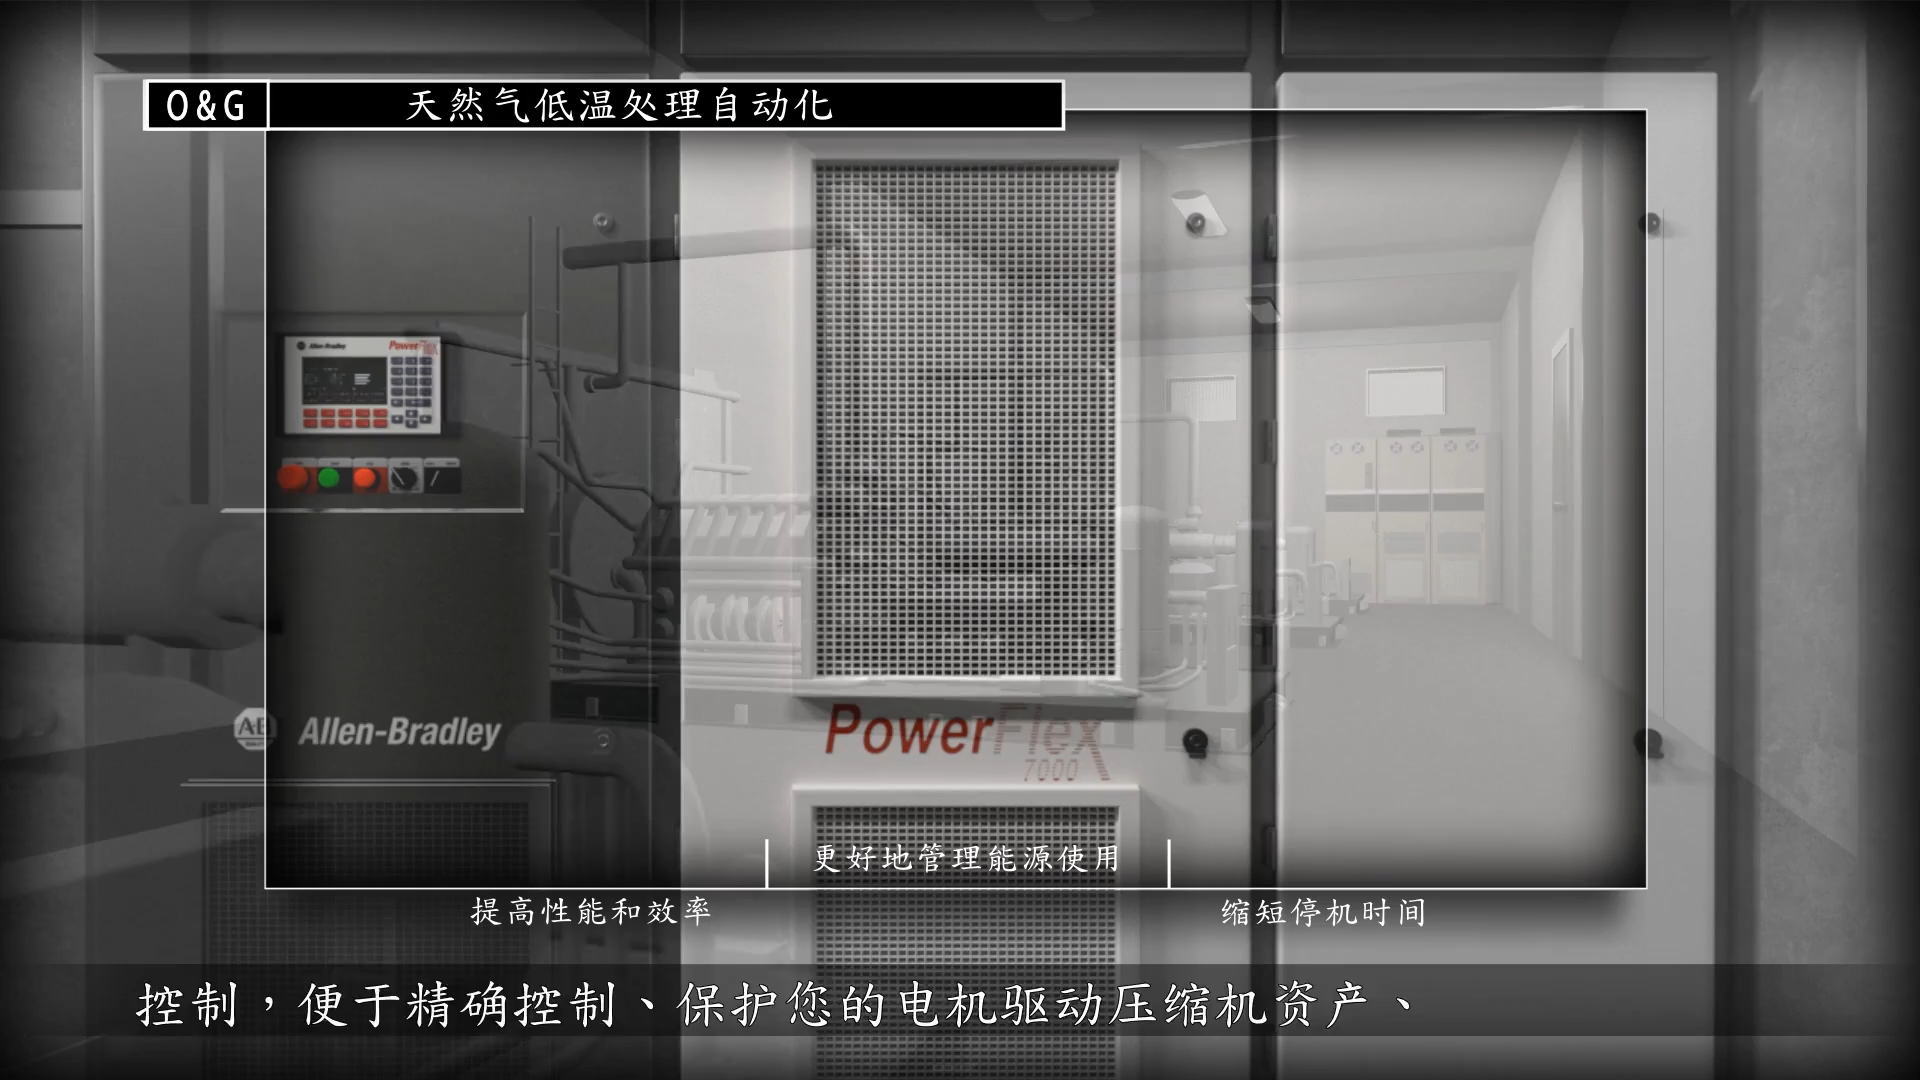 O&G 天然气低温处理自动化
Allen-Bradley PowerFlex
AB Allen-Bradley
PowerFlex
7000
更好地管理能源使用
提高性能和效率
缩短停机时间
控制，便于精确控制、保护您的电机驱动压缩机资产、